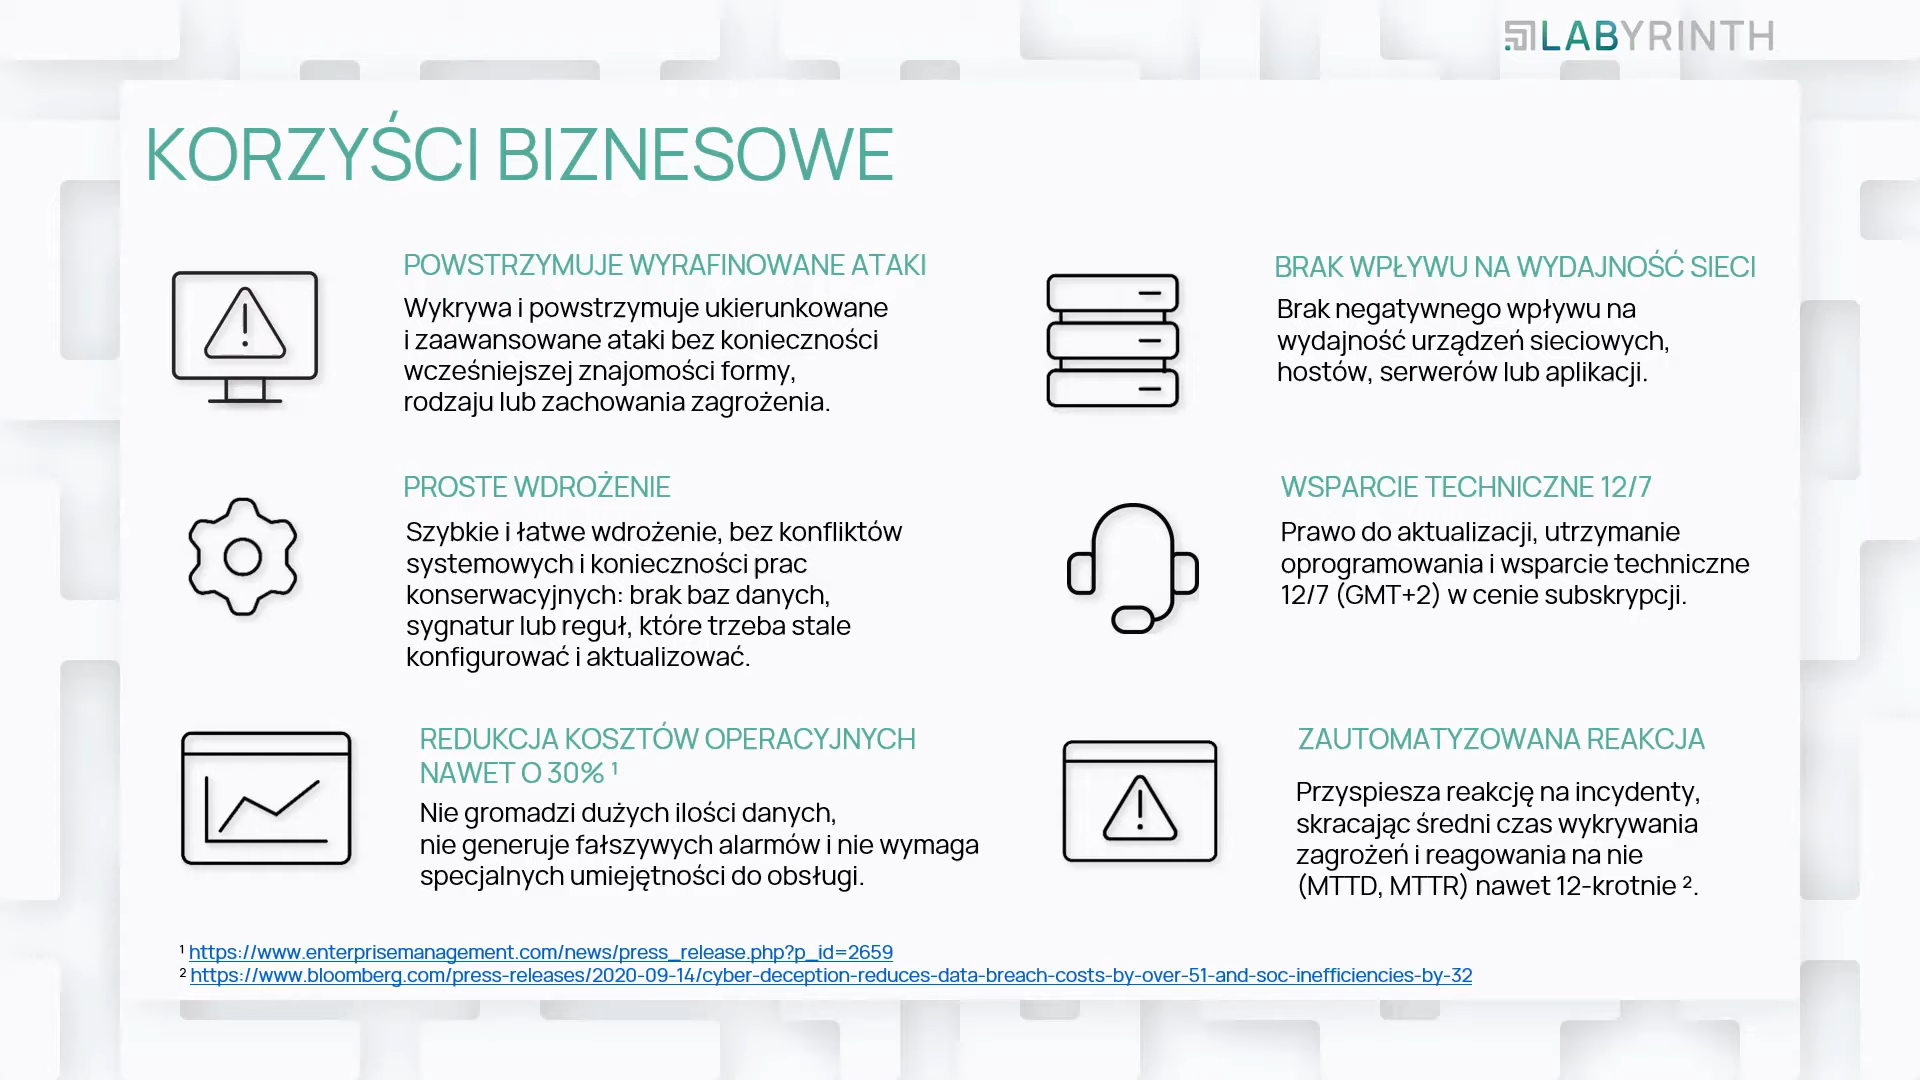 LABYRINTH
KORZYŚCI BIZNESOWE
POWSTRZYMUJE WYRAFINOWANE ATAKI
Wykrywa i powstrzymuje ukierunkowane
i zaawansowane ataki bez konieczności
wcześniejszej znajomości formy,
rodzaju lub zachowania zagrożenia.
BRAK WPŁYWU NA WYDAJNOŚĆ SIECI
Brak negatywnego wpływu na
wydajność urządzeń sieciowych,
hostów, serwerów lub aplikacji.
PROSTE WDROŻENIE
Szybkie i łatwe wdrożenie, bez konfliktów
systemowych i konieczności prac
konserwacyjnych: brak baz danych,
sygnatur lub reguł, które trzeba stale
konfigurować i aktualizować.
WSPARCIE TECHNICZNE 12/7
Prawo do aktualizacji, utrzymanie
oprogramowania i wsparcie techniczne
12/7 (GMT+2) w cenie subskrypcji.
REDUKCJA KOSZTÓW OPERACYJNYCH
NAWET O 30% ¹
Nie gromadzi dużych ilości danych,
nie generuje fałszywych alarmów i nie wymaga
specjalnych umiejętności do obsługi.
ZAUTOMATYZOWANA REAKCJA
Przyspiesza reakcję na incydenty,
skracając średni czas wykrywania
zagrożeń i reagowania na nie
(MTTD, MTTR) nawet 12-krotnie ².
¹ https://www.enterprisemanagement.com/news/press_release.php?p_id=2659
² https://www.bloomberg.com/press-releases/2020-09-14/cyber-deception-reduces-data-breach-costs-by-over-51-and-soc-inefficiencies-by-32